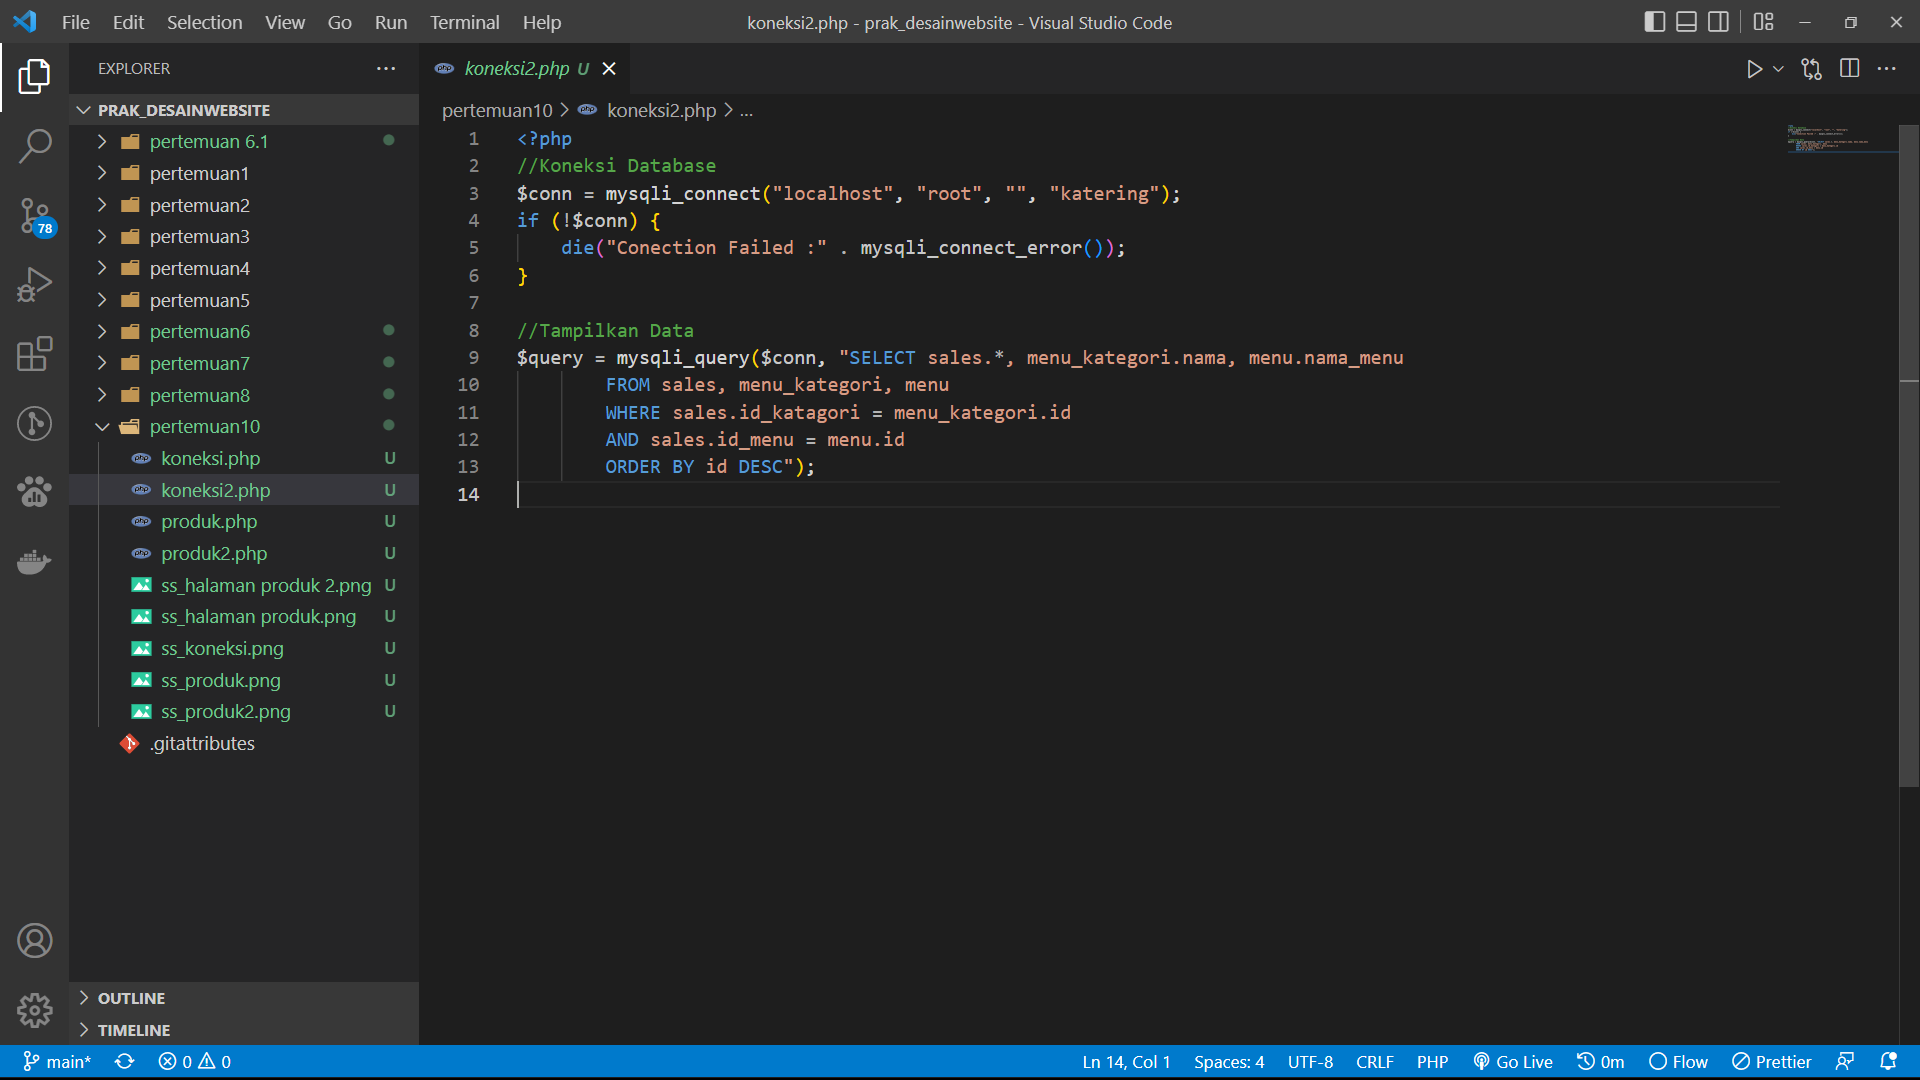 File Edit Selection View Go Run Terminal Help koneksi2.php - prak_desainwebsite - Visual Studio Code
EXPLORER
PRAK_DESAINWEBSITE
pertemuan 6.1
pertemuan1
pertemuan2
pertemuan3
pertemuan4
pertemuan5
pertemuan6
pertemuan7
pertemuan8
pertemuan10
koneksi.php U
koneksi2.php U
produk.php U
produk2.php U
ss_halaman produk 2.png U
ss_halaman produk.png U
ss_koneksi.png U
ss_produk.png U
ss_produk2.png U
.gitattributes
OUTLINE
TIMELINE
78
koneksi2.php U
pertemuan10 > koneksi2.php > ...
1 <?php
2 //Koneksi Database
3 $conn = mysqli_connect("localhost", "root", "", "katering");
4 if (!$conn) {
5     die("Conection Failed :" . mysqli_connect_error());
6 }
7
8 //Tampilkan Data
9 $query = mysqli_query($conn, "SELECT sales.*, menu_kategori.nama, menu.nama_menu
10         FROM sales, menu_kategori, menu
11         WHERE sales.id_katagori = menu_kategori.id
12         AND sales.id_menu = menu.id
13         ORDER BY id DESC");
14
main* 0 0 Ln 14, Col 1 Spaces: 4 UTF-8 CRLF PHP Go Live 0m Flow Prettier